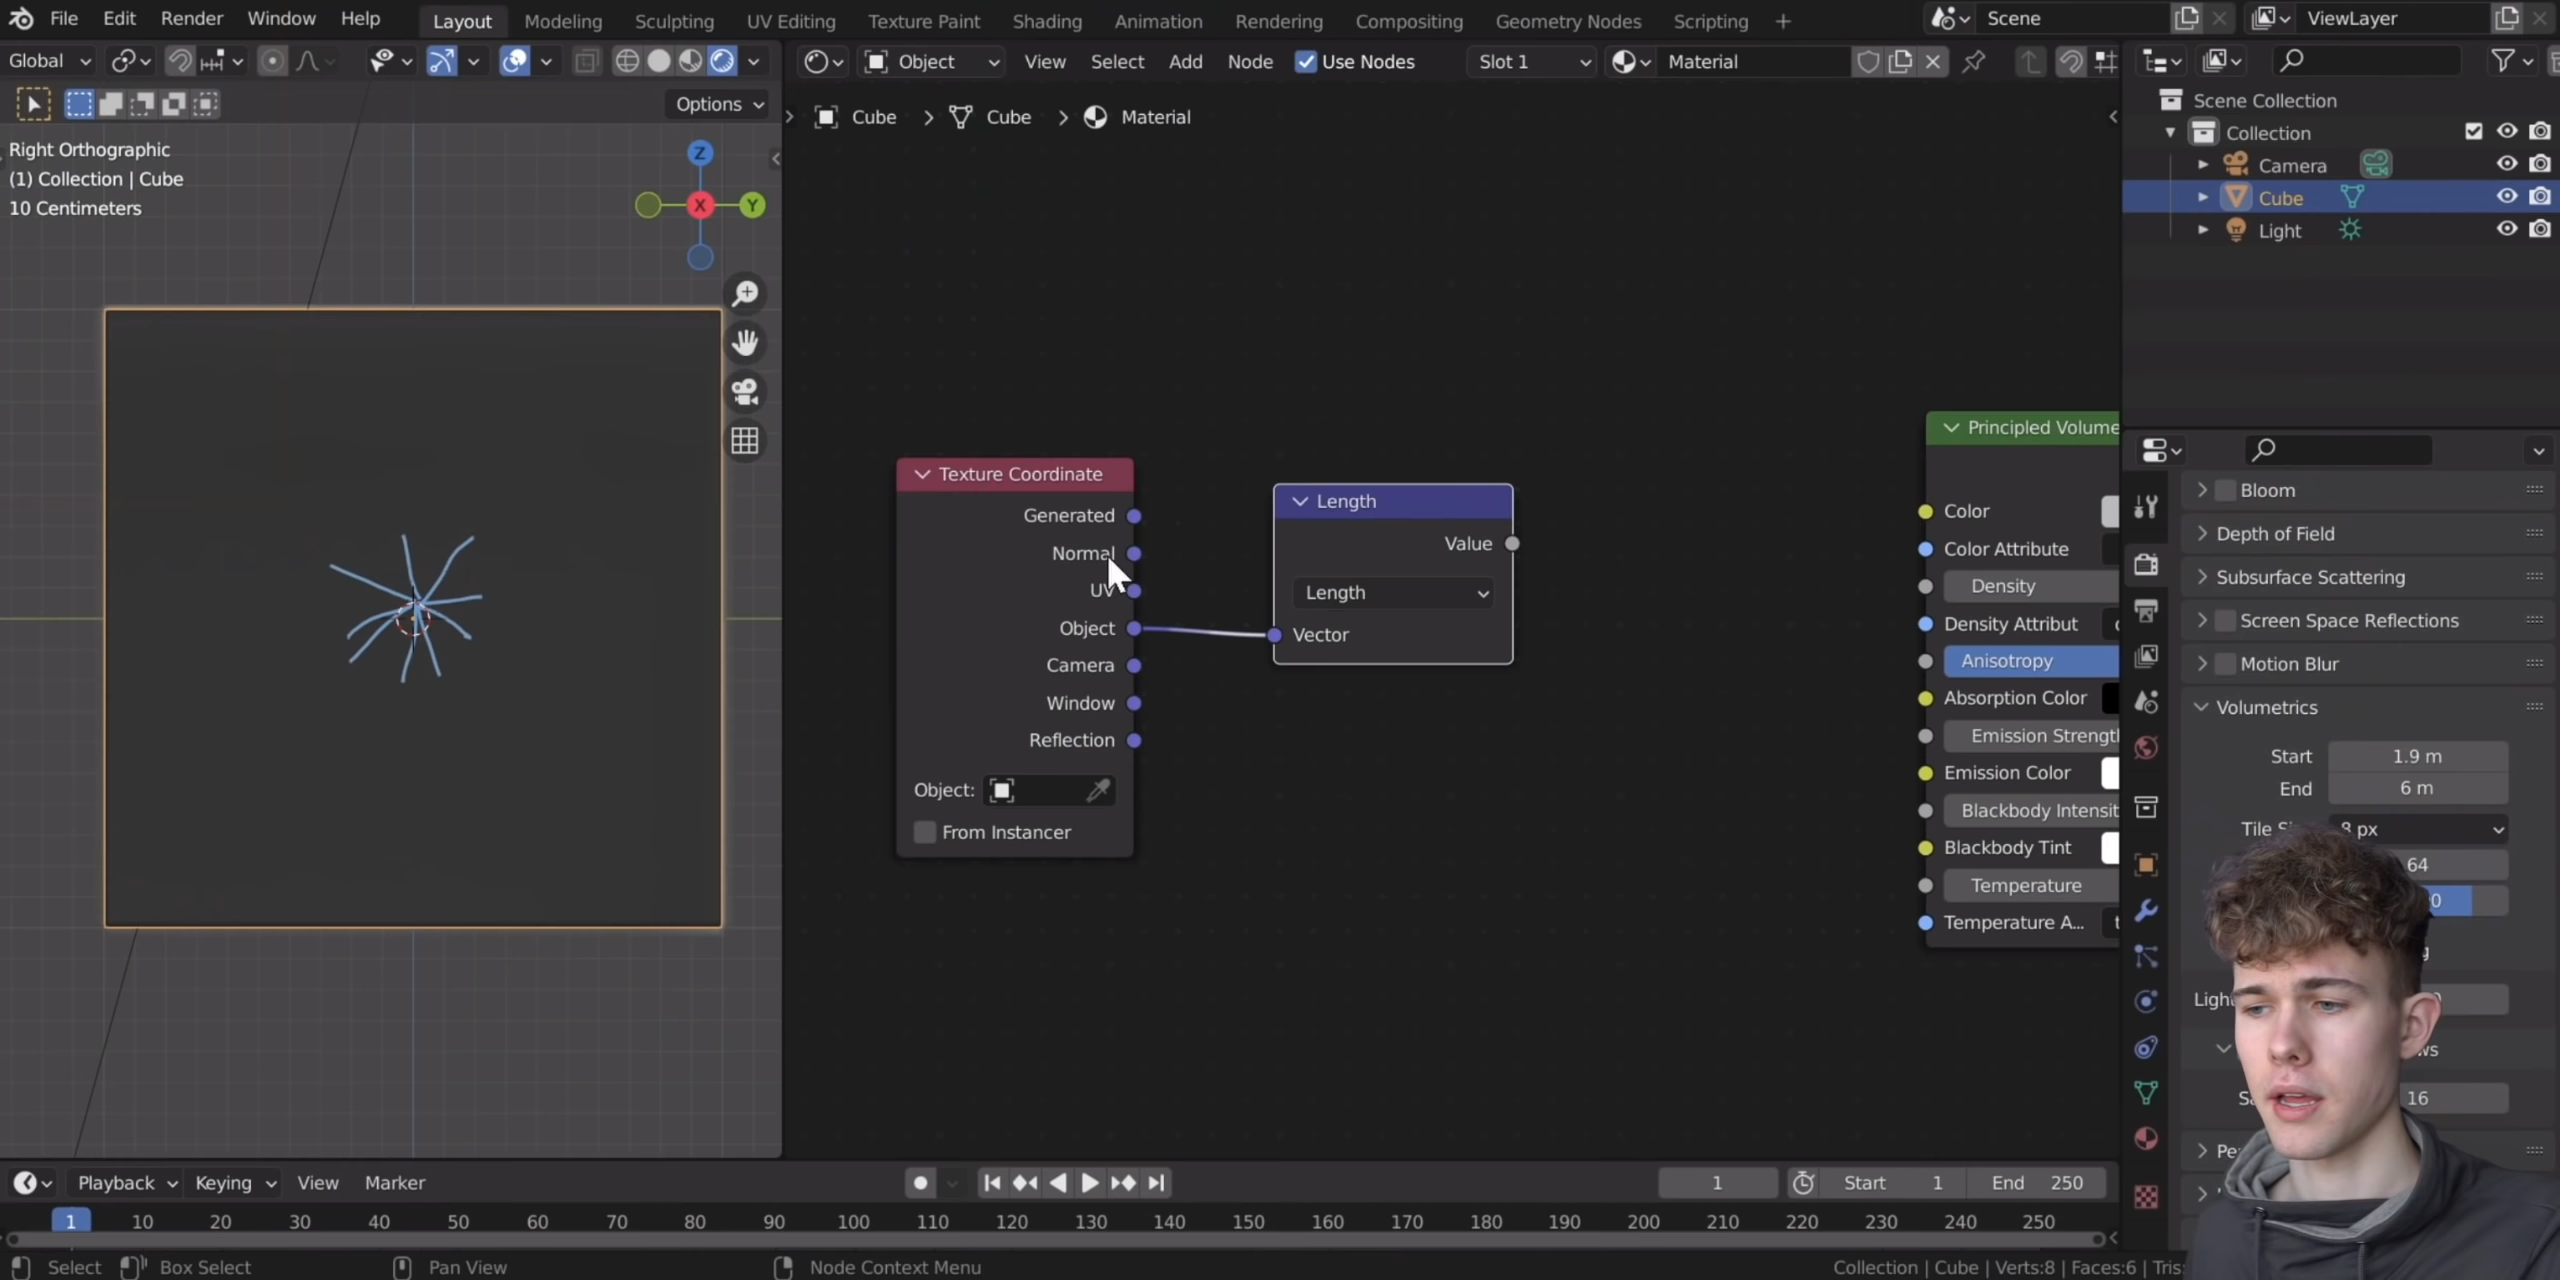 File Edit Render Window Help Layout Modeling Sculpting UV Editing Texture Paint Shading Animation Rendering Compositing Geometry Nodes Scripting + Scene ViewLayer
Global Object View Select Add Node Use Nodes Slot 1 Material
Options
Cube > Cube > Material
Right Orthographic
(1) Collection | Cube
10 Centimeters
Z
X
Y
Scene Collection
Collection
Camera
Cube
Light
Texture Coordinate
Generated
Normal
UV
Object
Camera
Window
Reflection
Object:
From Instancer
Length
Value
Length
Vector
Principled Volume
Color
Color Attribute
Density
Density Attribut
Anisotropy
Absorption Color
Emission Strengt
Emission Color
Blackbody Intensit
Blackbody Tint
Temperature
Temperature A...
Bloom
Depth of Field
Subsurface Scattering
Screen Space Reflections
Motion Blur
Volumetrics
Start 1.9 m
End 6 m
8 px
64
16
Playback Keying View Marker
1 Start 1 End 250
1 10 20 30 40 50 60 70 80 90 100 110 120 130 140 150 160 170 180 190 200 210 220 230 240 250
Select Box Select Pan View Node Context Menu Collection | Cube | Verts:8 | Faces:6 | Tris: